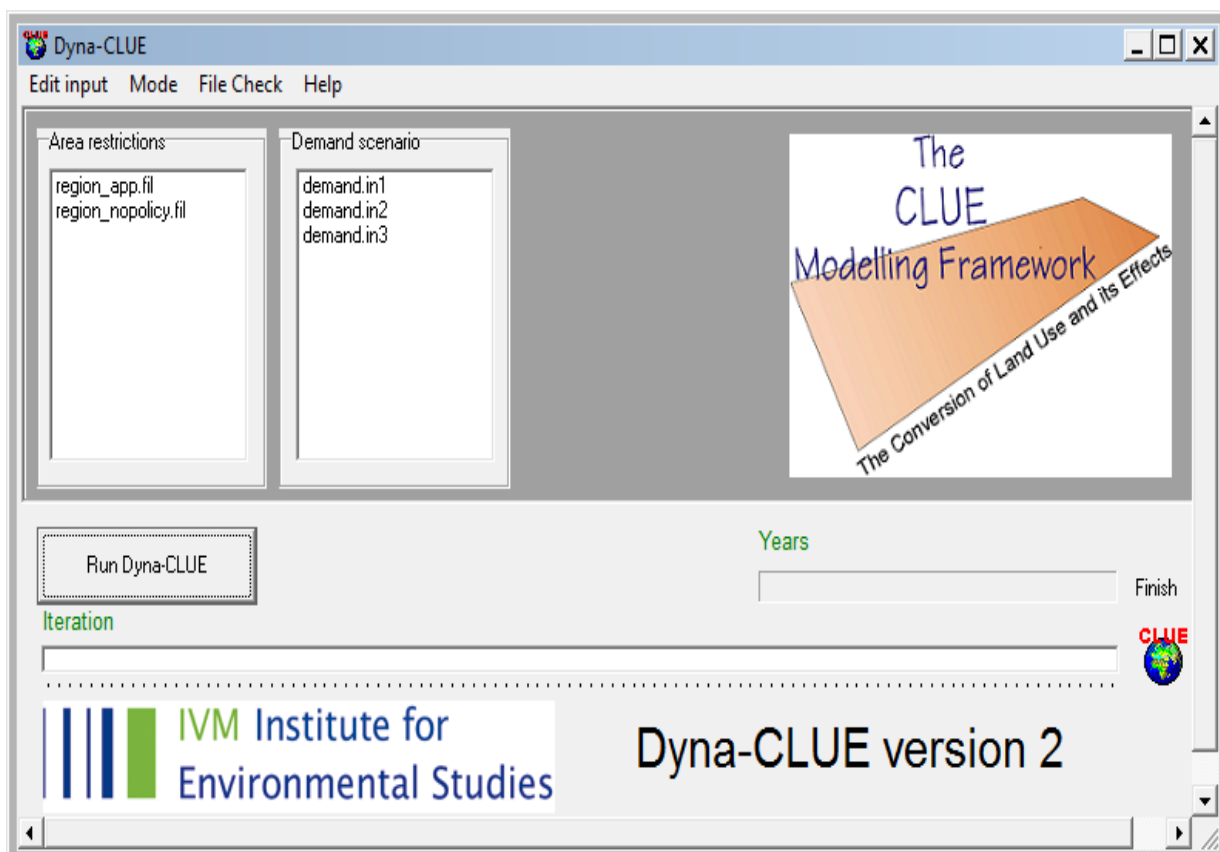 Dyna-CLUE
Edit input Mode File Check Help
Area restrictions
region_app.fil
region_nopolicy.fil
Demand scenario
demand.in1
demand.in2
demand.in3
The
CLUE
Modelling Framework
The Conversion of Land Use and its Effects
Run Dyna-CLUE
Years
Finish
Iteration
CLUE
IVM Institute for
Environmental Studies
Dyna-CLUE version 2